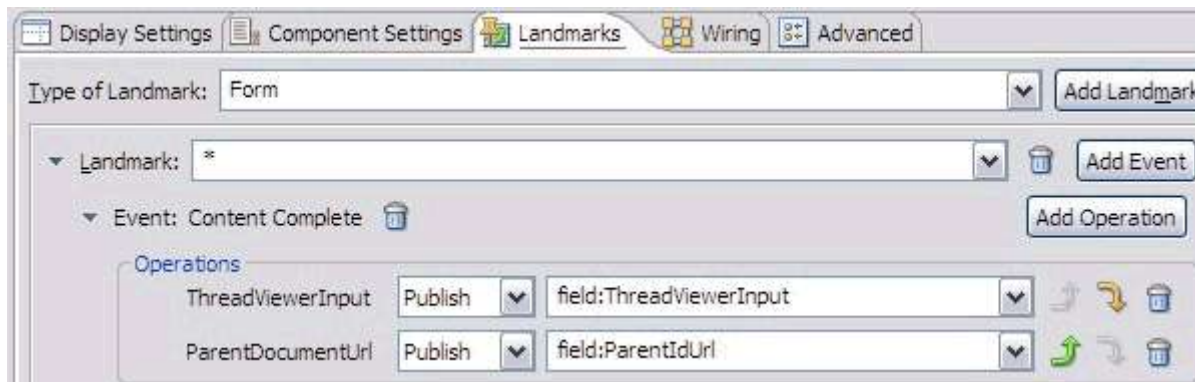 Display Settings Component Settings Landmarks Wiring Advanced
Type of Landmark: Form Add Landmark
Landmark: * Add Event
Event: Content Complete Add Operation
Operations
ThreadViewerInput Publish field:ThreadViewerInput
ParentDocumentUrl Publish field:ParentIdUrl